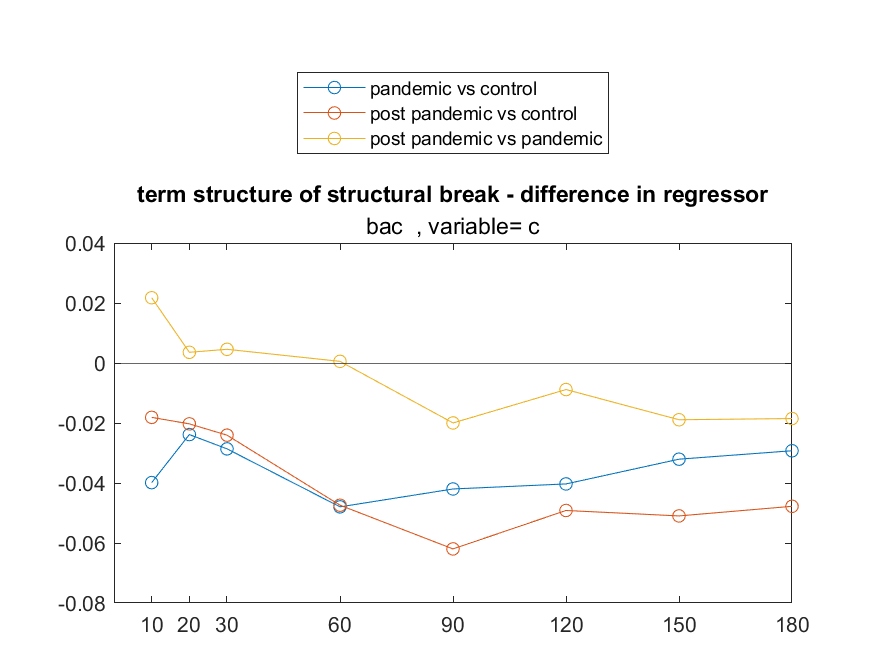 pandemic vs control
post pandemic vs control
post pandemic vs pandemic
term structure of structural break - difference in regressor
bac  , variable= c
0.04
0.02
0
-0.02
-0.04
-0.06
-0.08
10 20 30 60 90 120 150 180